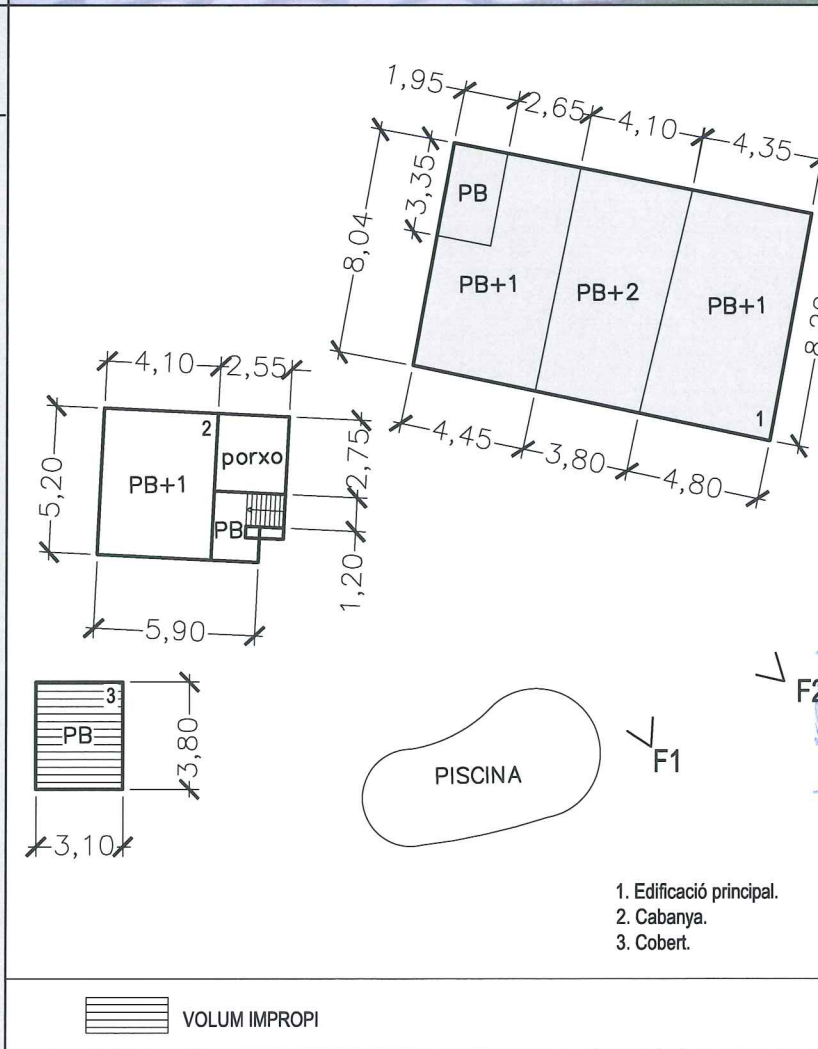 1,95
2,65
4,10
4,35
3,35
8,04
PB
PB+1
PB+2
PB+1
1
4,45
3,80
4,80
4,10
2,55
2
porxo
PB+1
PB
5,20
2,75
1,20
5,90
3
PB
3,80
3,10
PISCINA
F1
F2
1. Edificació principal.
2. Cabanya.
3. Cobert.
VOLUM IMPROPI